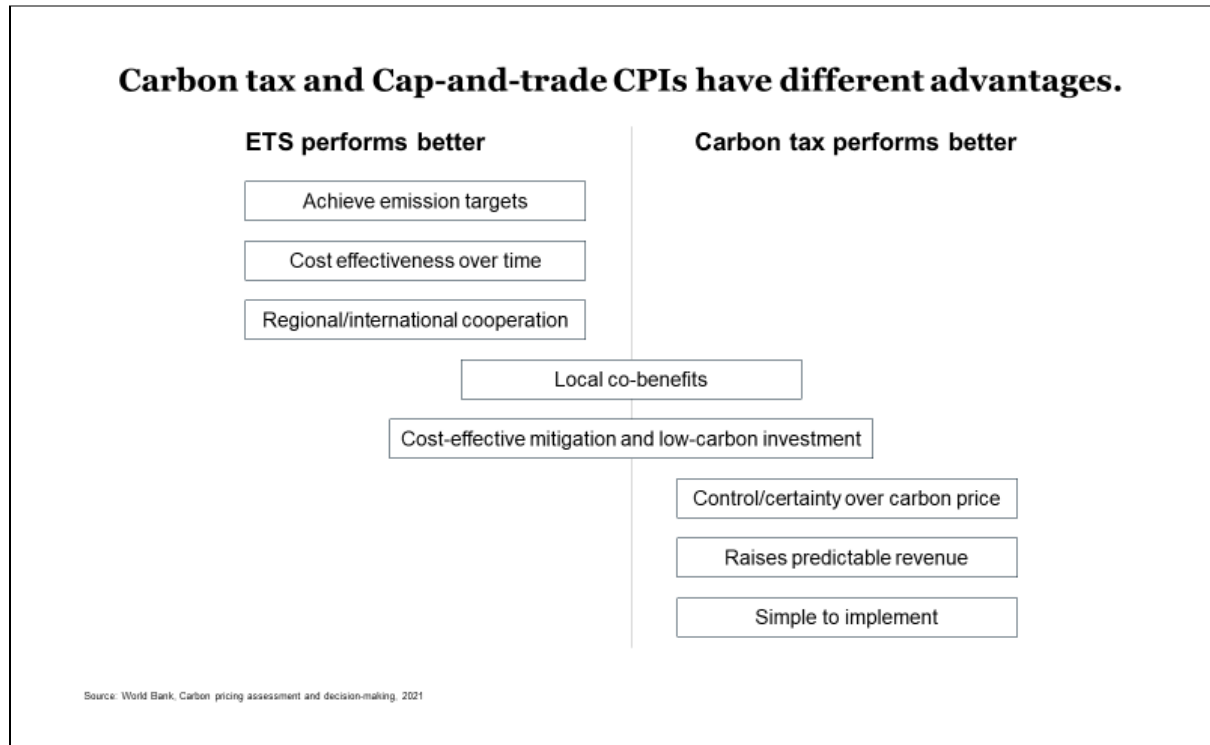 Carbon tax and Cap-and-trade CPIs have different advantages.
ETS performs better
Carbon tax performs better
Achieve emission targets
Cost effectiveness over time
Regional/international cooperation
Local co-benefits
Cost-effective mitigation and low-carbon investment
Control/certainty over carbon price
Raises predictable revenue
Simple to implement
Source: World Bank, Carbon pricing assessment and decision-making, 2021